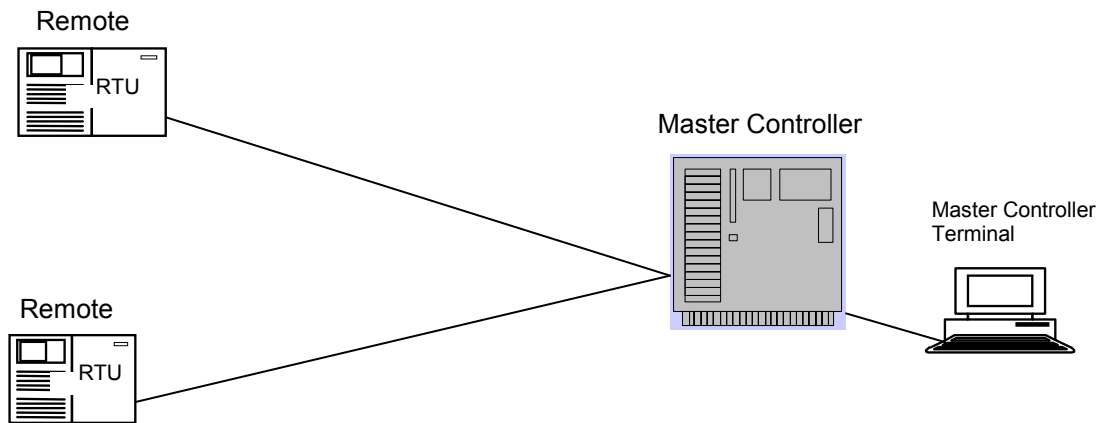 Remote
RTU
Master Controller
Master Controller
Terminal
Remote
RTU